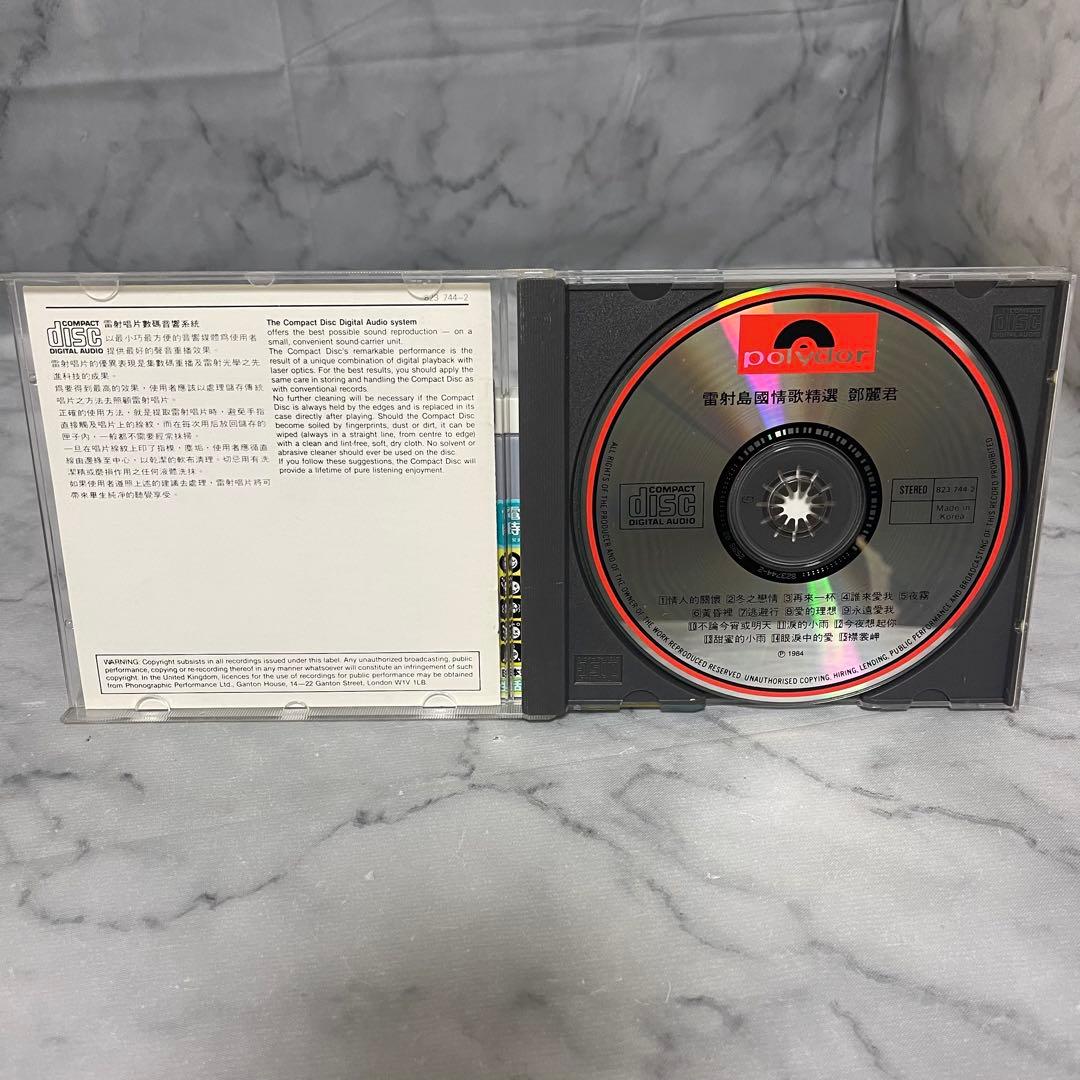 823 744-2
COMPACT
disc
DIGITAL AUDIO
雷射唱片數碼音響系統
以最小巧最方便的音響媒體爲使用者
提供最好的聲音重播效果。
雷射唱片的優異表現是集數碼重播及雷射光學之先
進科技的成果。
爲要得到最高的效果，使用者應該以處理儲存傳統
唱片之方法去照顧雷射唱片。
正確的使用方法，就是提取雷射唱片時，避免手指
直接觸及唱片上的線紋，而在每次用后放回儲存的
匣子內，一般都不需要經常抹掃。
一旦在唱片線紋上印了指模，塵垢，使用者應循直
線由邊緣至中心，以乾潔的軟布清理。切忌用有洗
潔精或磨損作用之任何液體洗抹。
如果使用者遵照上述的建議去處理，雷射唱片將可
帶來畢生純凈的聽覺享受。
The Compact Disc Digital Audio system
offers the best possible sound reproduction — on a
small, convenient sound-carrier unit.
The Compact Disc's remarkable performance is the
result of a unique combination of digital playback with
laser optics. For the best results, you should apply the
same care in storing and handling the Compact Disc as
with conventional records.
No further cleaning will be necessary if the Compact
Disc is always held by the edges and is replaced in its
case directly after playing. Should the Compact Disc
become soiled by fingerprints, dust or dirt, it can be
wiped (always in a straight line, from centre to edge)
with a clean and lint-free, soft, dry cloth. No solvent or
abrasive cleaner should ever be used on the disc.
If you follow these suggestions, the Compact Disc will
provide a lifetime of pure listening enjoyment.
WARNING: Copyright subsists in all recordings issued under this label. Any unauthorized broadcasting, public
performance, copying or re-recording thereof in any manner whatsoever will constitute an infringement of such
copyright. In the United Kingdom, licences for the use of recordings for public performance may be obtained
from Phonographic Performance Ltd., Ganton House, 14—22 Ganton Street, London W1V 1LB.
polydor
雷射島國情歌精選 鄧麗君
COMPACT
disc
DIGITAL AUDIO
STEREO 823 744-2
Made in
Korea
823744-2
1情人的關懷 2冬之戀情 3再來一杯 4誰來愛我 5夜霧
6黃昏裡 7逃避行 8愛的理想 9永遠愛我
10不論今宵或明天 11淚的小雨 12今夜想起你
13甜蜜的小雨 14眼淚中的愛 15襟裳岬
℗ 1984
ALL RIGHTS OF THE PRODUCER AND OF THE OWNER OF THE WORK REPRODUCED RESERVED. UNAUTHORISED COPYING, HIRING, LENDING, PUBLIC PERFORMANCE AND BROADCASTING OF THIS RECORD PROHIBITED